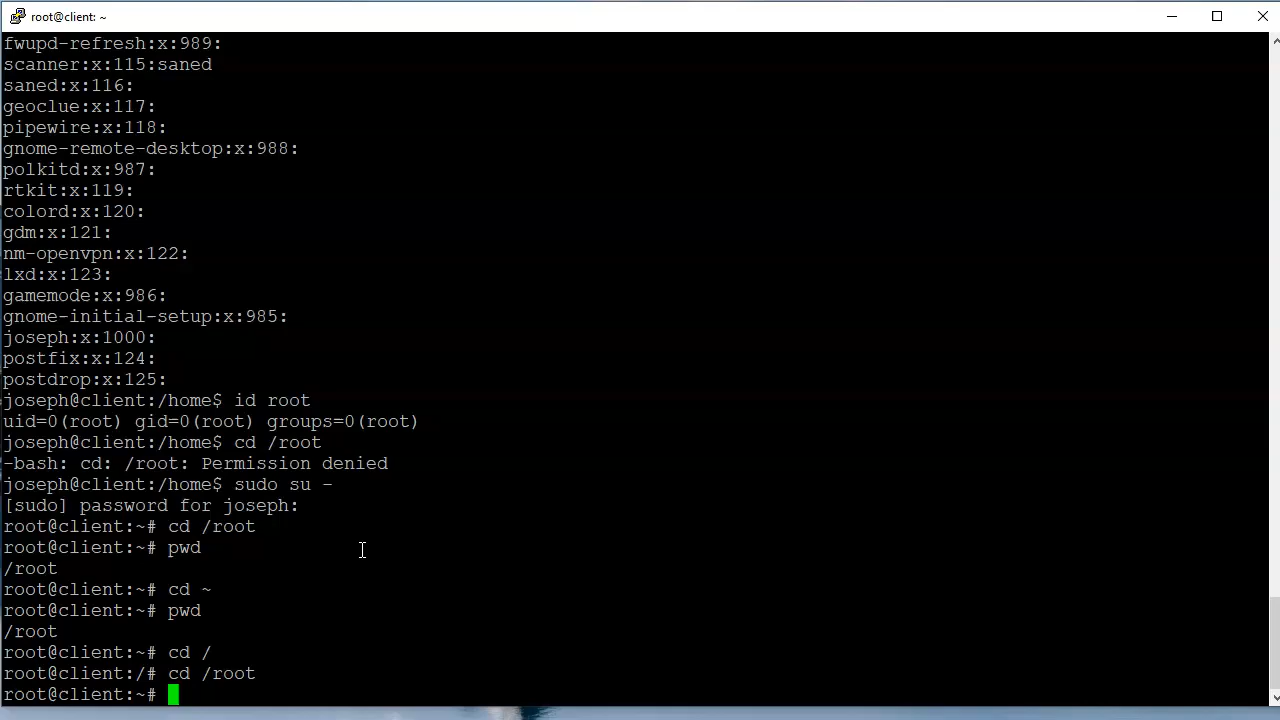 root@client: ~
fwupd-refresh:x:989:
scanner:x:115:saned
saned:x:116:
geoclue:x:117:
pipewire:x:118:
gnome-remote-desktop:x:988:
polkitd:x:987:
rtkit:x:119:
colord:x:120:
gdm:x:121:
nm-openvpn:x:122:
lxd:x:123:
gamemode:x:986:
gnome-initial-setup:x:985:
joseph:x:1000:
postfix:x:124:
postdrop:x:125:
joseph@client:/home$ id root
uid=0(root) gid=0(root) groups=0(root)
joseph@client:/home$ cd /root
-bash: cd: /root: Permission denied
joseph@client:/home$ sudo su -
[sudo] password for joseph:
root@client:~# cd /root
root@client:~# pwd
/root
root@client:~# cd ~
root@client:~# pwd
/root
root@client:~# cd /
root@client:/# cd /root
root@client:~#